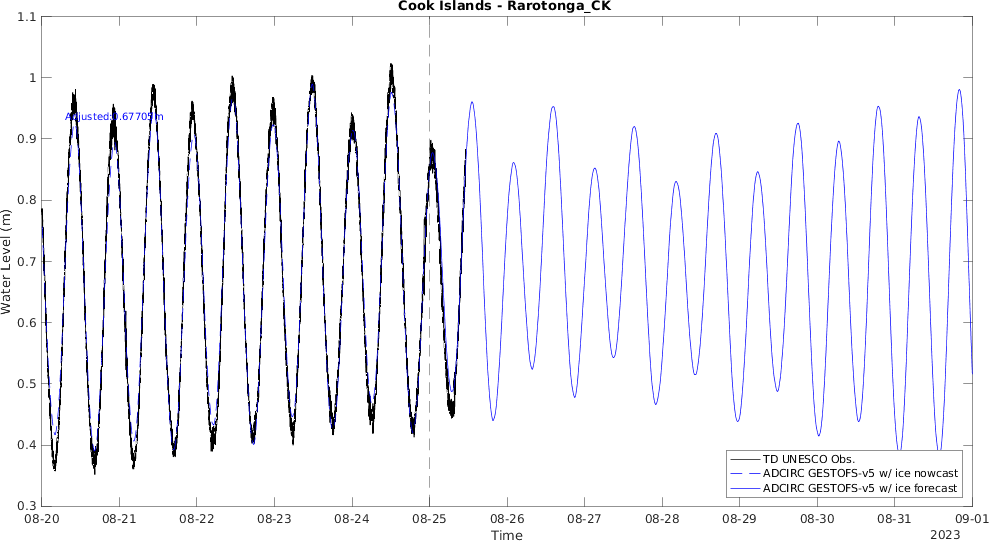 Cook Islands - Rarotonga_CK
1.1
1
0.9
0.8
0.7
0.6
0.5
0.4
0.3
Water Level (m)
Adjusted:0.67705m
TD UNESCO Obs.
ADCIRC GESTOFS-v5 w/ ice nowcast
ADCIRC GESTOFS-v5 w/ ice forecast
08-20 08-21 08-22 08-23 08-24 08-25 08-26 08-27 08-28 08-29 08-30 08-31 09-01
Time
2023